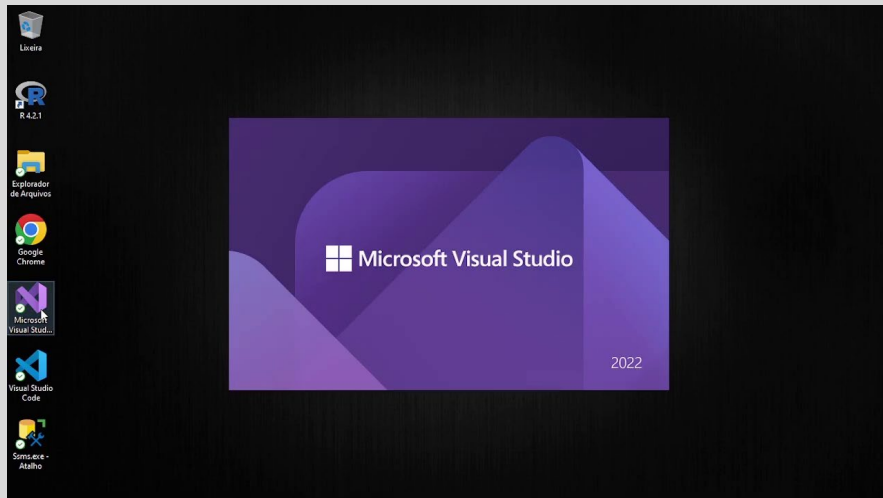 Lixeira
R 4.2.1
Explorador
de Arquivos
Google
Chrome
Microsoft
Visual Stud...
Visual Studio
Code
Ssms.exe -
Atalho
Microsoft Visual Studio
2022